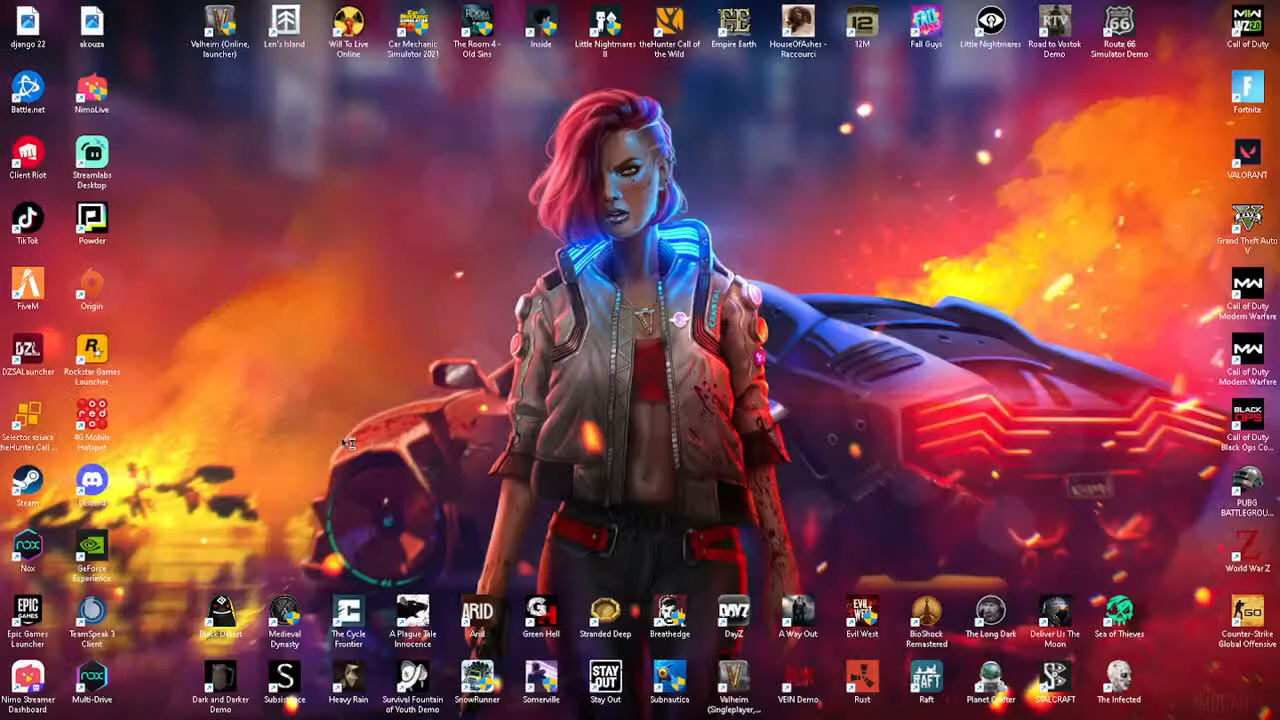 django 22
akouza
Valheim (Online,
launcher)
Len's Island
Will To Live
Online
Car Mechanic
Simulator 2021
The Room 4 -
Old Sins
Inside
Little Nightmares
II
theHunter Call of
the Wild
Empire Earth
HouseOfAshes -
Raccourci
12M
Fall Guys
Little Nightmares
Road to Vostok
Demo
Route 66
Simulator Demo
Call of Duty
Battle.net
NimoLive
Fortnite
Client Riot
Streamlabs
Desktop
VALORANT
TikTok
Powder
Grand Theft Auto
V
FiveM
Origin
Call of Duty
Modern Warfare
DZSALauncher
Rockstar Games
Launcher
Call of Duty
Modern Warfare
Selector языка
theHunter Call ...
4G Mobile
Hotspot
Call of Duty
Black Ops Co...
Steam
Discord
PUBG
BATTLEGROU...
Nox
GeForce
Experience
World War Z
Epic Games
Launcher
TeamSpeak 3
Client
Black Desert
Medieval
Dynasty
The Cycle
Frontier
A Plague Tale
Innocence
Arid
Green Hell
Stranded Deep
Breathedge
DayZ
A Way Out
Evil West
BioShock
Remastered
The Long Dark
Deliver Us The
Moon
Sea of Thieves
Counter-Strike
Global Offensive
Nimo Streamer
Dashboard
Multi-Drive
Dark and Darker
Demo
Subsistence
Heavy Rain
Survival Fountain
of Youth Demo
SnowRunner
Somerville
Stay Out
Subnautica
Valheim
(Singleplayer,...
VEIN Demo
Rust
Raft
Planet Crafter
STALCRAFT
The Infected